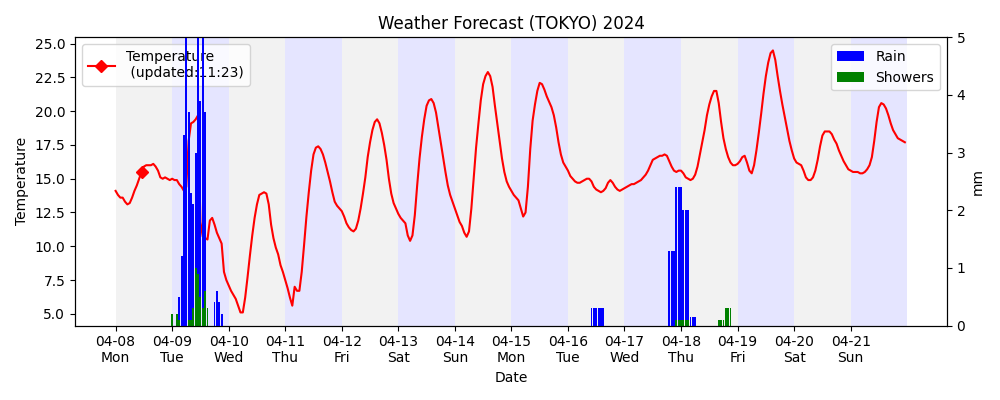 Weather Forecast (TOKYO) 2024
Temperature
(updated:11:23)
Rain
Showers
25.0
22.5
20.0
17.5
15.0
12.5
10.0
7.5
5.0
Temperature
5
4
3
2
1
0
mm
04-08 04-09 04-10 04-11 04-12 04-13 04-14 04-15 04-16 04-17 04-18 04-19 04-20 04-21
Mon Tue Wed Thu Fri Sat Sun Mon Tue Wed Thu Fri Sat Sun
Date